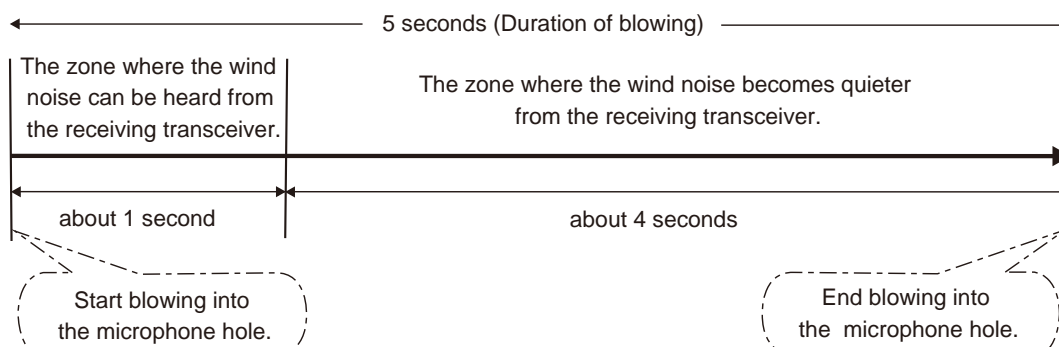 5 seconds (Duration of blowing)
The zone where the wind
noise can be heard from
the receiving transceiver.
The zone where the wind noise becomes quieter
from the receiving transceiver.
about 1 second
about 4 seconds
Start blowing into
the microphone hole.
End blowing into
the microphone hole.